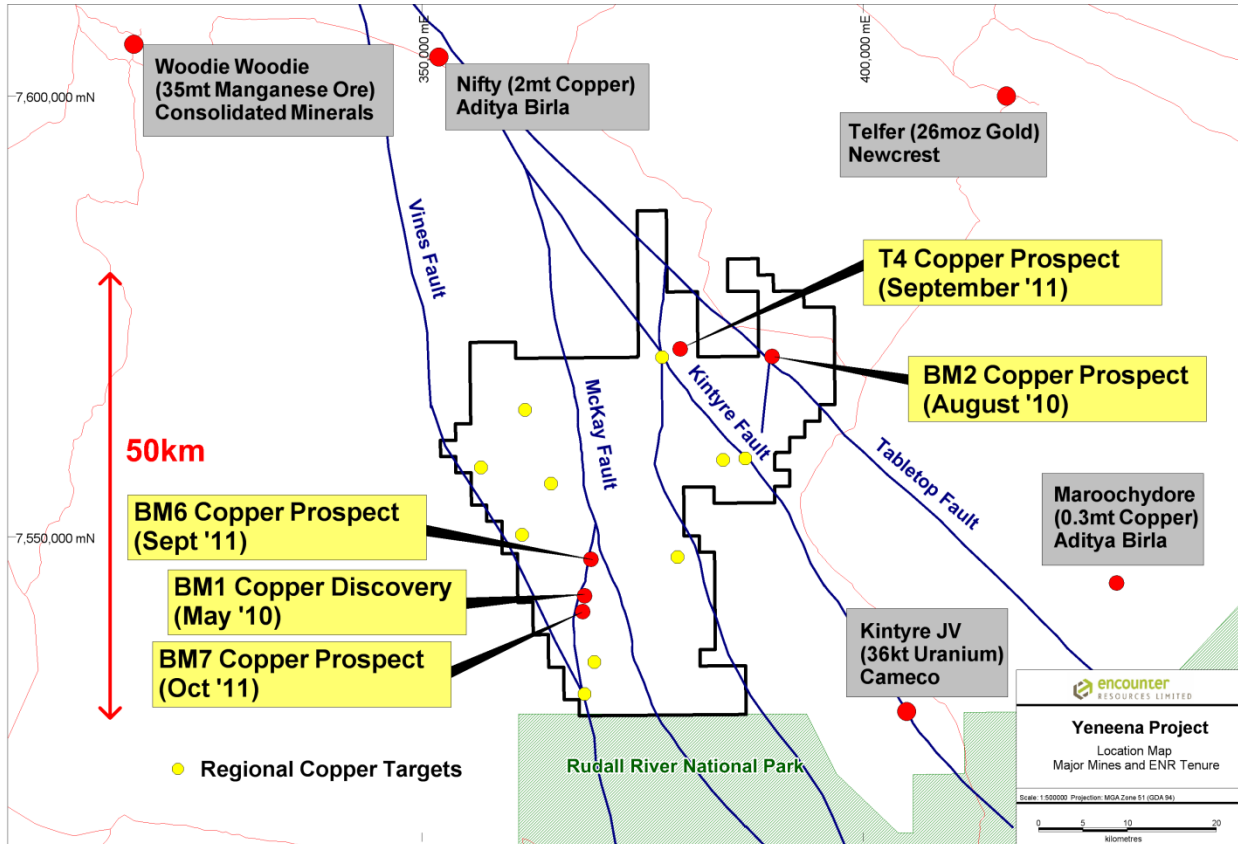 350,000 mE
400,000 mE
7,600,000 mN
7,550,000 mN
Woodie Woodie
(35mt Manganese Ore)
Consolidated Minerals
Nifty (2mt Copper)
Aditya Birla
Telfer (26moz Gold)
Newcrest
Vines Fault
T4 Copper Prospect
(September '11)
BM2 Copper Prospect
(August '10)
McKay Fault
Kintyre Fault
Tabletop Fault
50km
Maroochydore
(0.3mt Copper)
Aditya Birla
BM6 Copper Prospect
(Sept '11)
BM1 Copper Discovery
(May '10)
BM7 Copper Prospect
(Oct '11)
Kintyre JV
(36kt Uranium)
Cameco
Regional Copper Targets
Rudall River National Park
encounter
RESOURCES LIMITED
Yeneena Project
Location Map
Major Mines and ENR Tenure
Scale: 1:500000 Projection: MGA Zone 51 (GDA 94)
0 5 10 20
kilometres